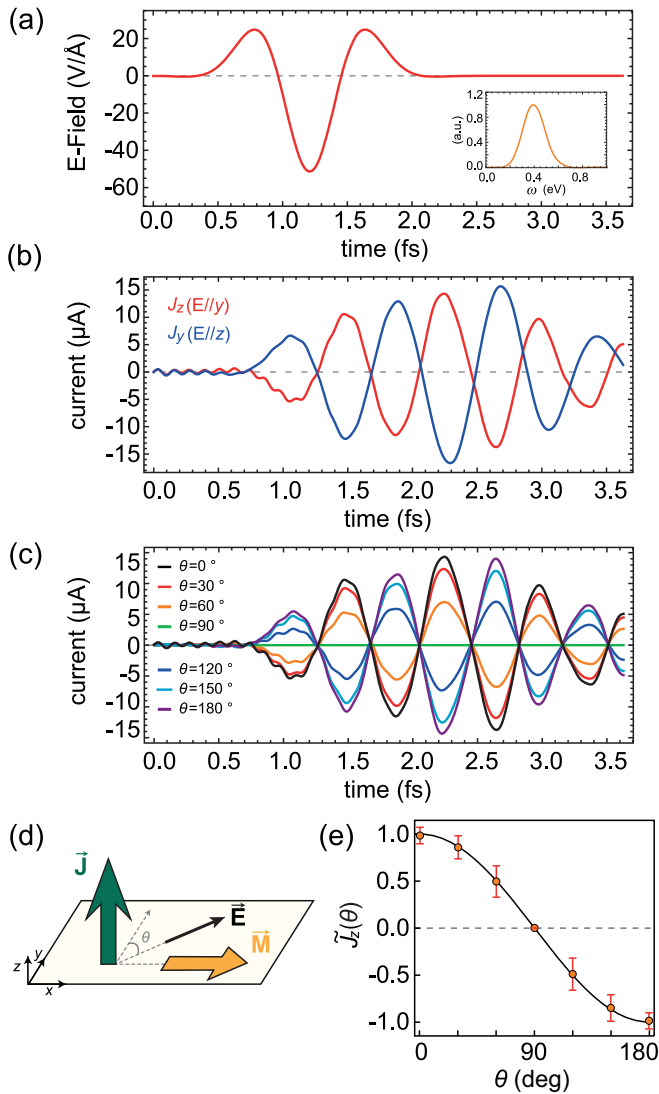 (a)
E-Field (V/Å)
20
0
-20
-40
-60
(a.u.)
1.2
0.8
0.4
0.0
0.0 0.4 0.8
ω (eV)
0.0 0.5 1.0 1.5 2.0 2.5 3.0 3.5
time (fs)
(b)
current (µA)
15
10
5
0
-5
-10
-15
Jz(E//y)
Jy(E//z)
0.0 0.5 1.0 1.5 2.0 2.5 3.0 3.5
time (fs)
(c)
current (µA)
15
10
5
0
-5
-10
-15
θ=0 °
θ=30 °
θ=60 °
θ=90 °
θ=120 °
θ=150 °
θ=180 °
0.0 0.5 1.0 1.5 2.0 2.5 3.0 3.5
time (fs)
(d)
J⃗
E⃗
M⃗
θ
z y
x
(e)
J̃z(θ)
1.0
0.5
0.0
-0.5
-1.0
0 90 180
θ (deg)